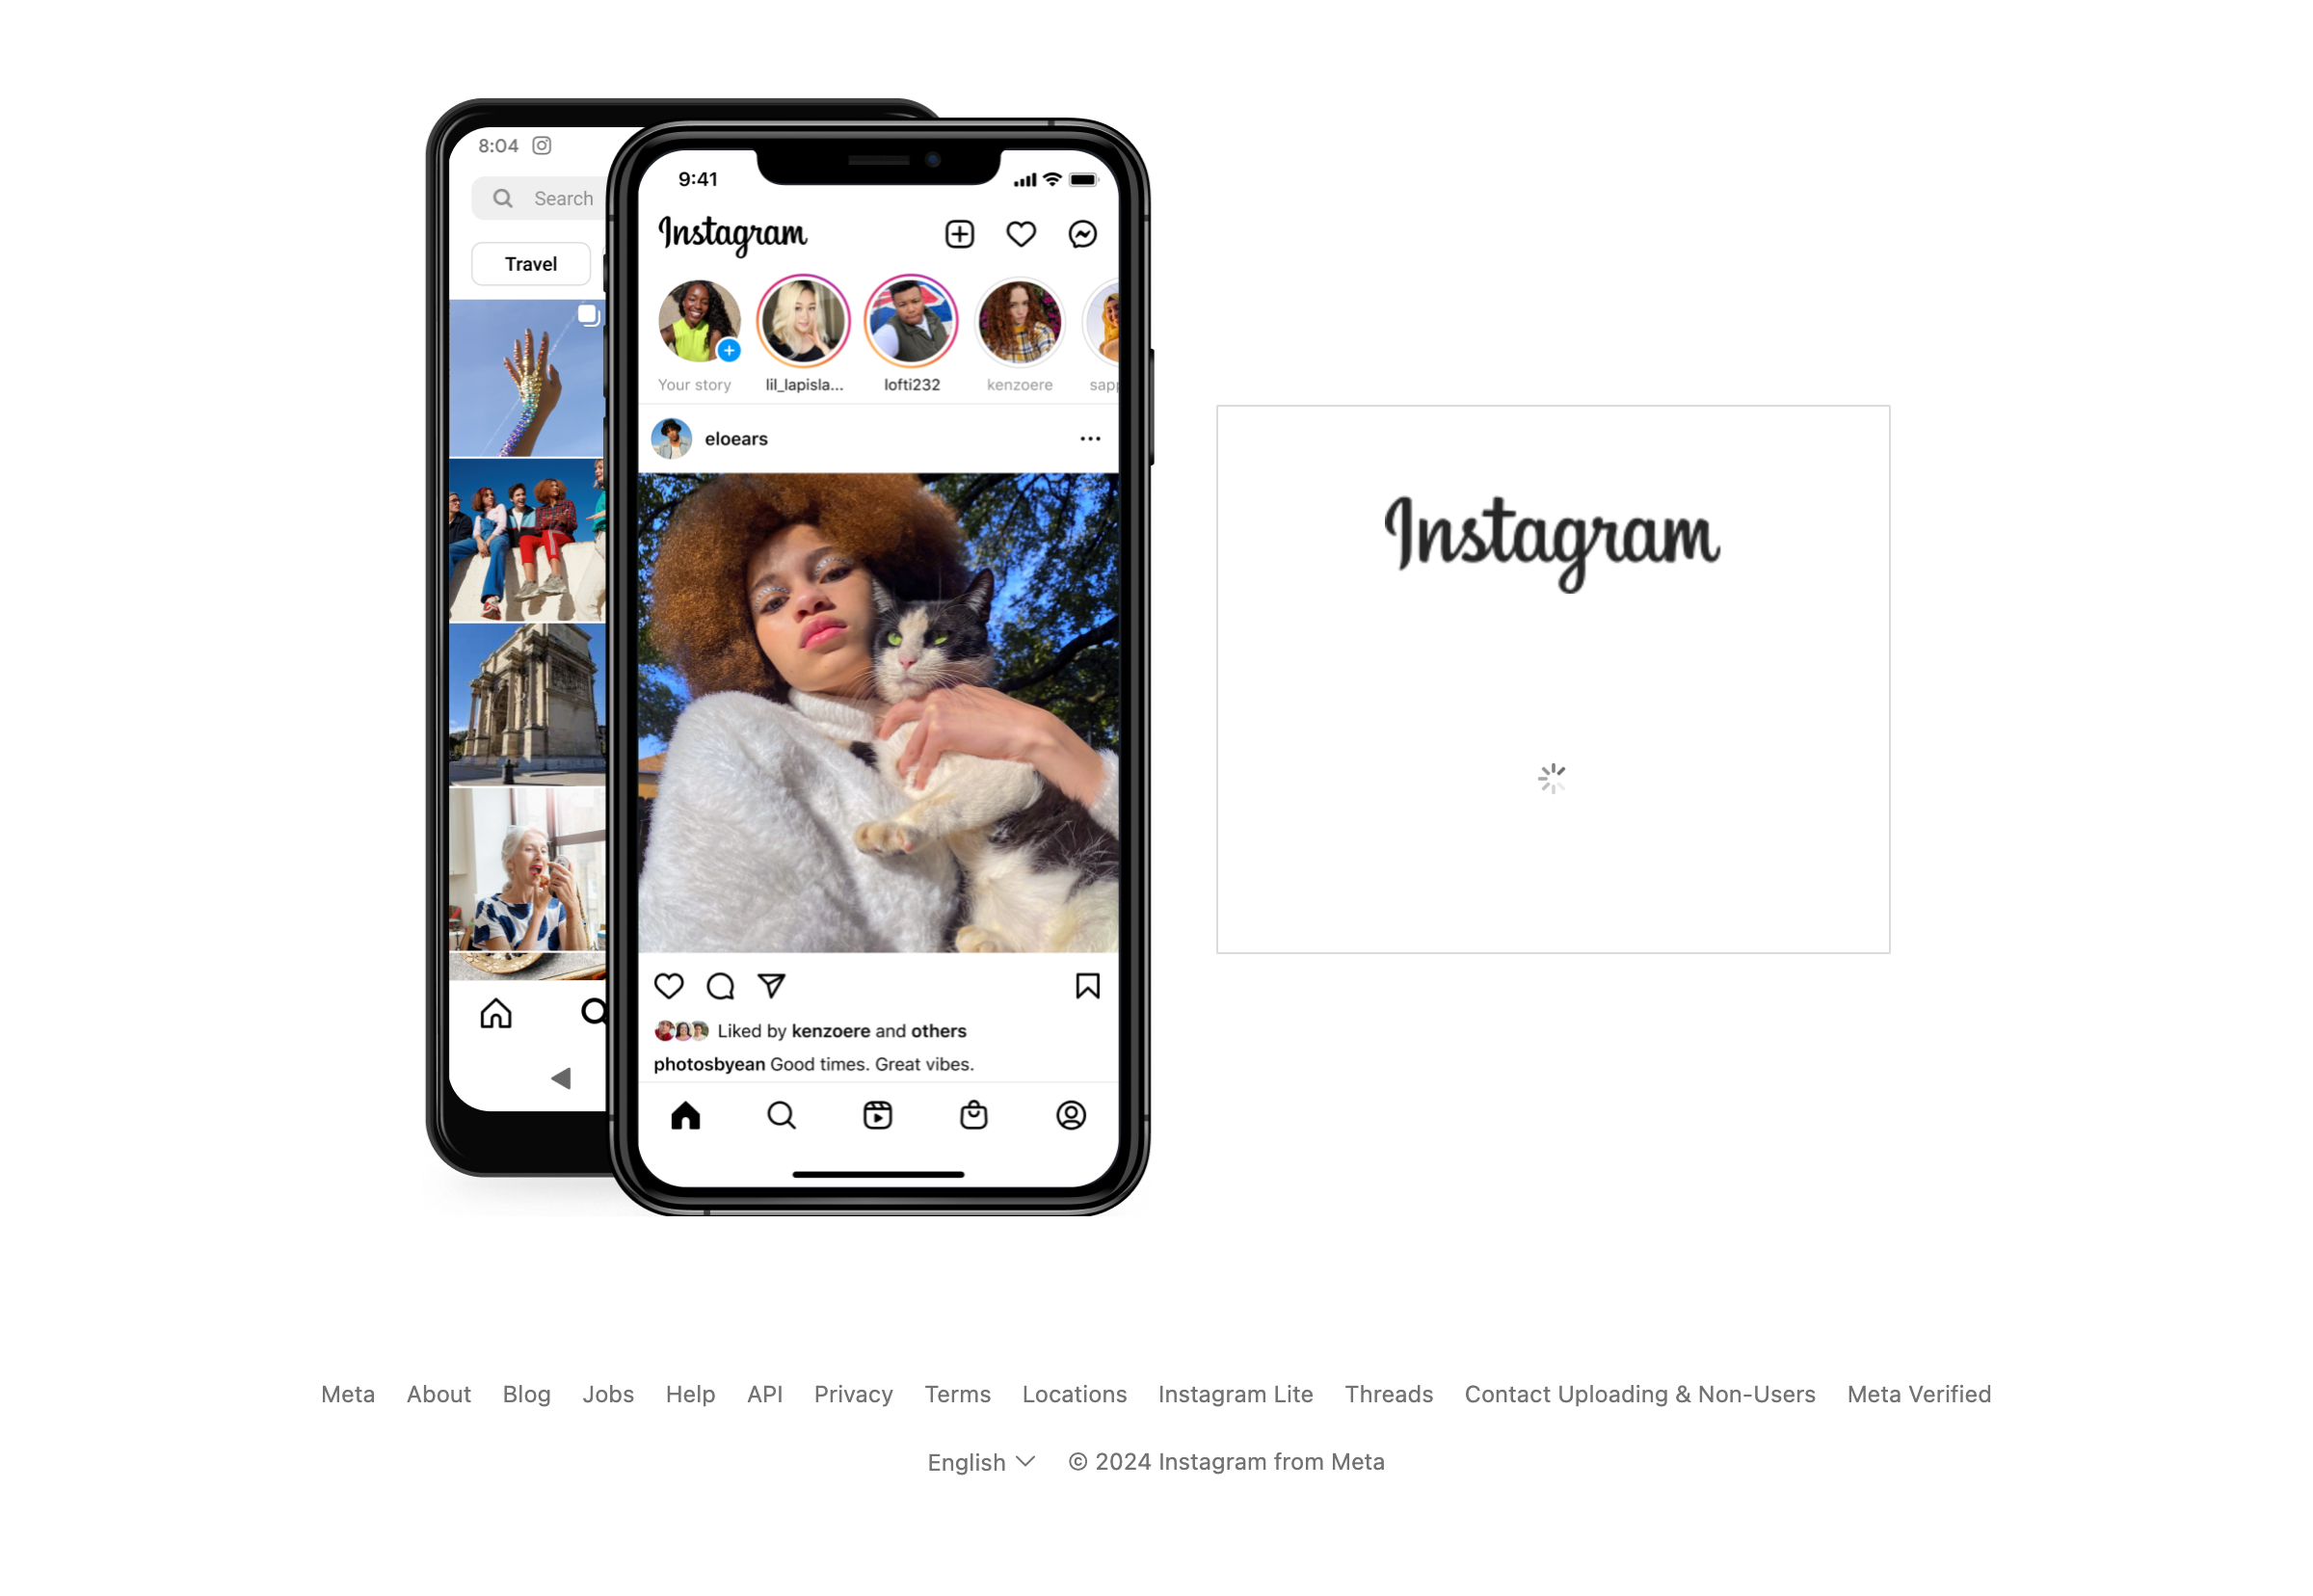 8:04
Search
Travel
9:41
Instagram
Your story
lil_lapisla...
lofti232
kenzoere
sapp
eloears
Liked by kenzoere and others
photosbyean Good times. Great vibes.
Instagram
Meta About Blog Jobs Help API Privacy Terms Locations Instagram Lite Threads Contact Uploading & Non-Users Meta Verified
English © 2024 Instagram from Meta